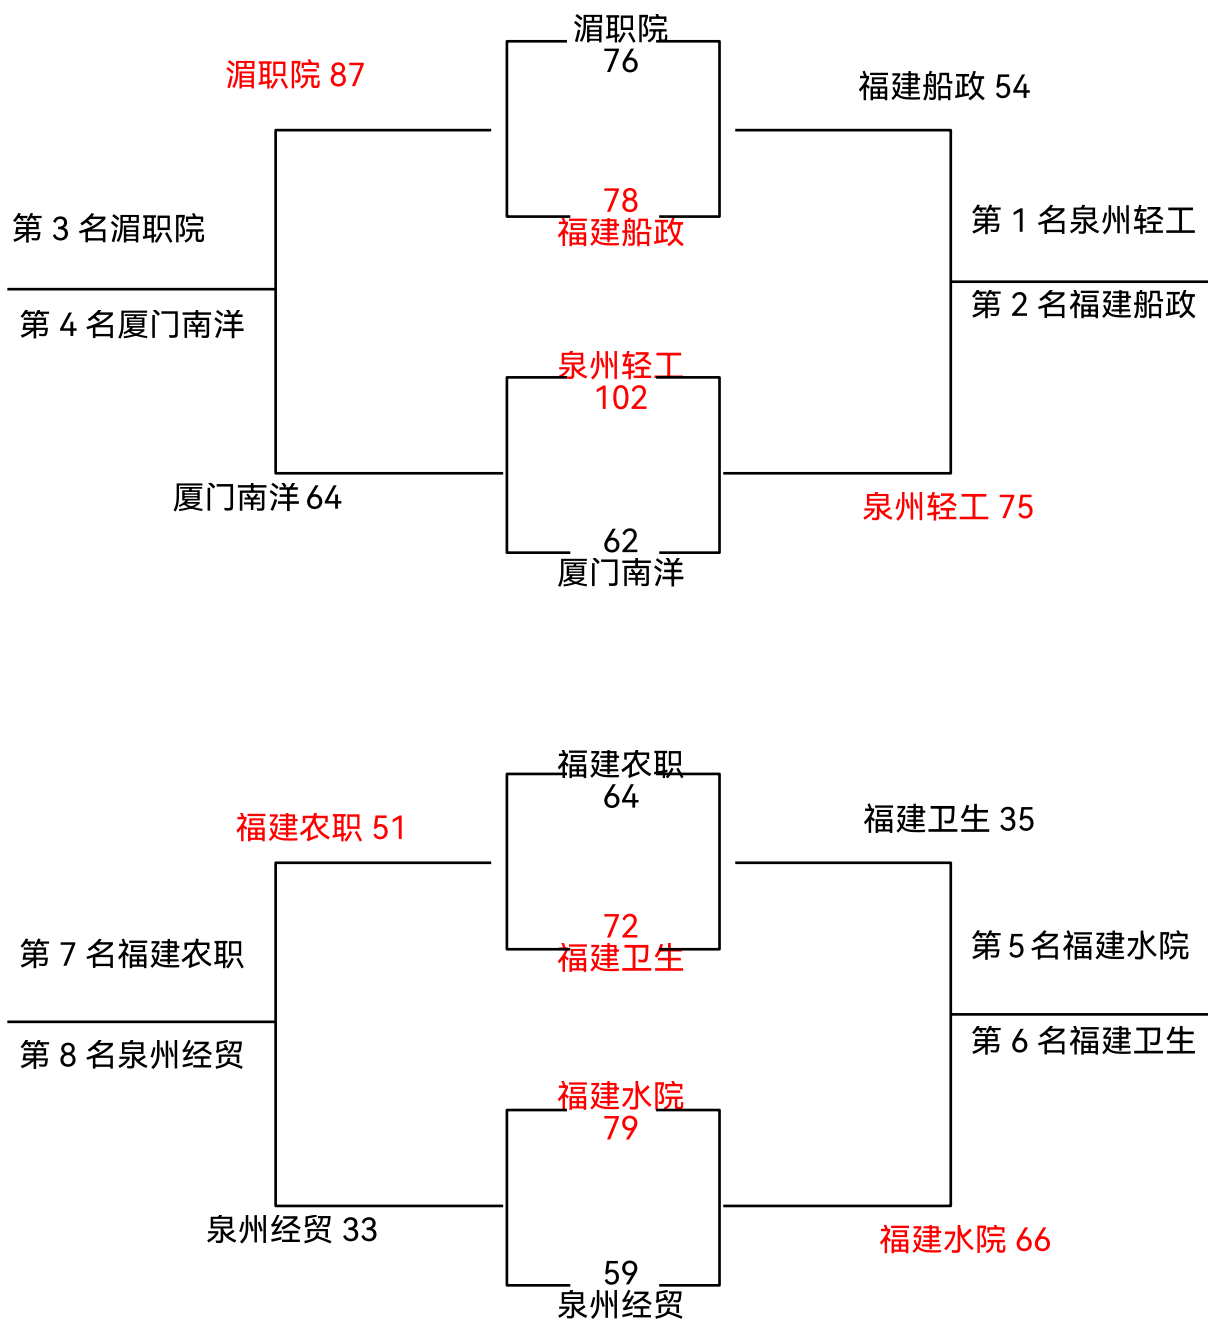 湄职院
76
湄职院 87
福建船政 54
78
福建船政
第 3 名湄职院
第 1 名泉州轻工
第 4 名厦门南洋
第 2 名福建船政
泉州轻工
102
厦门南洋 64
泉州轻工 75
62
厦门南洋
福建农职
64
福建农职 51
福建卫生 35
72
福建卫生
第 7 名福建农职
第 5 名福建水院
第 8 名泉州经贸
第 6 名福建卫生
福建水院
79
泉州经贸 33
福建水院 66
59
泉州经贸